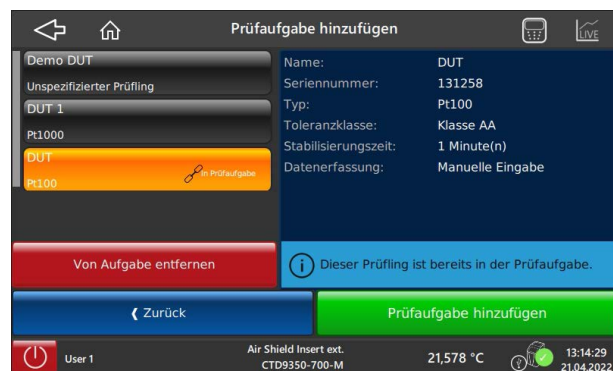 Prüfaufgabe hinzufügen
LIVE
Demo DUT
Unspezifizierter Prüfling
DUT 1
Pt1000
DUT
Pt100
In Prüfaufgabe
Name: DUT
Seriennummer: 131258
Typ: Pt100
Toleranzklasse: Klasse AA
Stabilisierungszeit: 1 Minute(n)
Datenerfassung: Manuelle Eingabe
Von Aufgabe entfernen
Dieser Prüfling ist bereits in der Prüfaufgabe.
Zurück
Prüfaufgabe hinzufügen
User 1
Air Shield Insert ext.
CTD9350-700-M
21,578 °C
13:14:29
21.04.2022